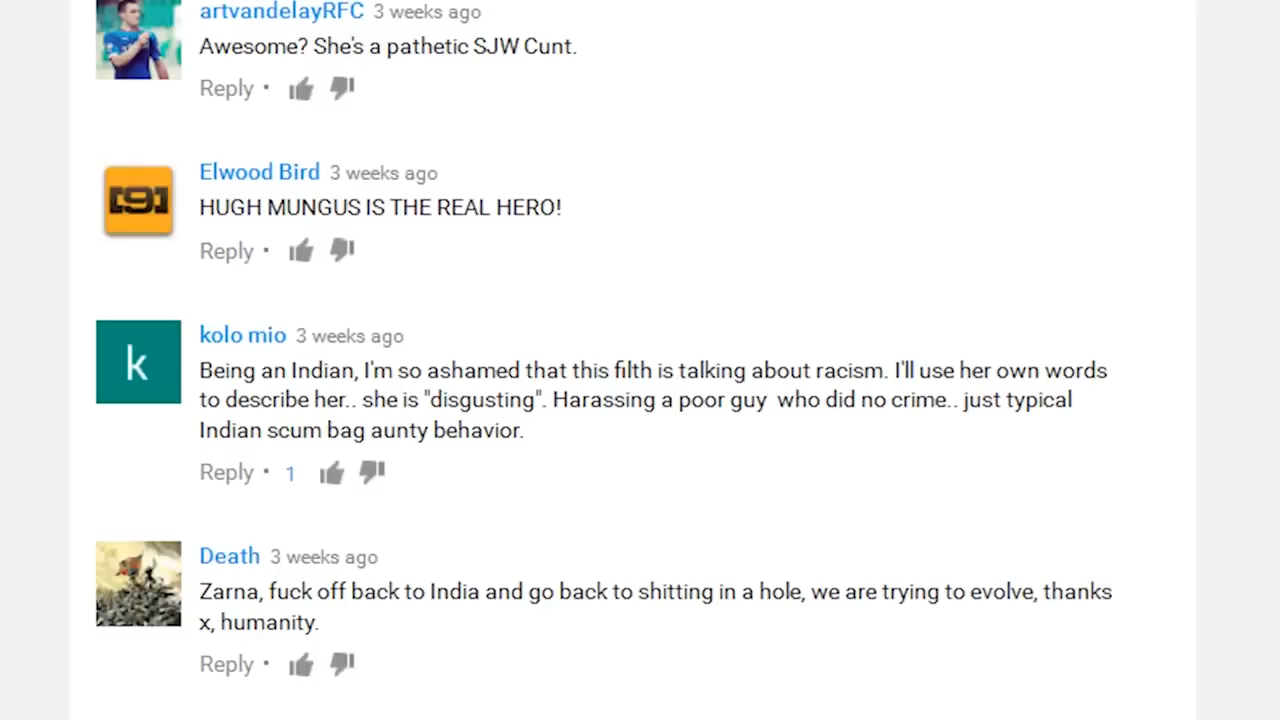 artvandelayRFC 3 weeks ago
Awesome? She's a pathetic SJW Cunt.
Reply •
[9]
Elwood Bird 3 weeks ago
HUGH MUNGUS IS THE REAL HERO!
Reply •
k
kolo mio 3 weeks ago
Being an Indian, I'm so ashamed that this filth is talking about racism. I'll use her own words
to describe her.. she is "disgusting". Harassing a poor guy who did no crime.. just typical
Indian scum bag aunty behavior.
Reply • 1
Death 3 weeks ago
Zarna, fuck off back to India and go back to shitting in a hole, we are trying to evolve, thanks
x, humanity.
Reply •